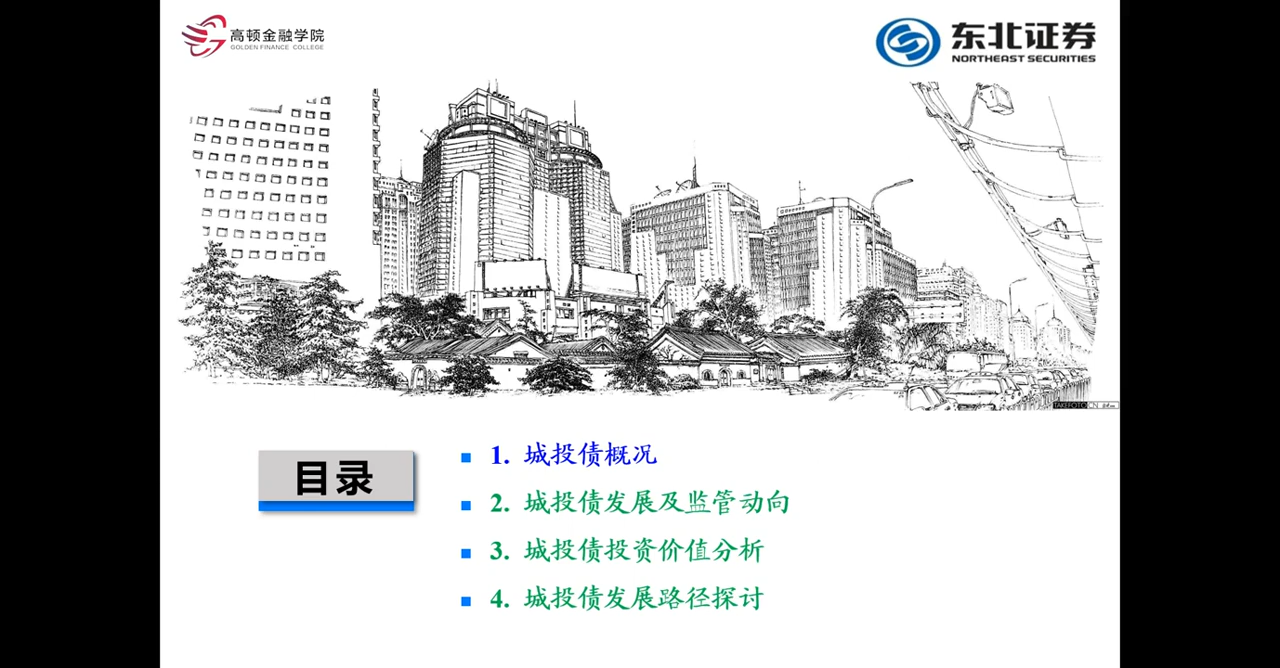 高顿金融学院
GOLDEN FINANCE COLLEGE
东北证券
NORTHEAST SECURITIES
目录
1. 城投债概况
2. 城投债发展及监管动向
3. 城投债投资价值分析
4. 城投债发展路径探讨